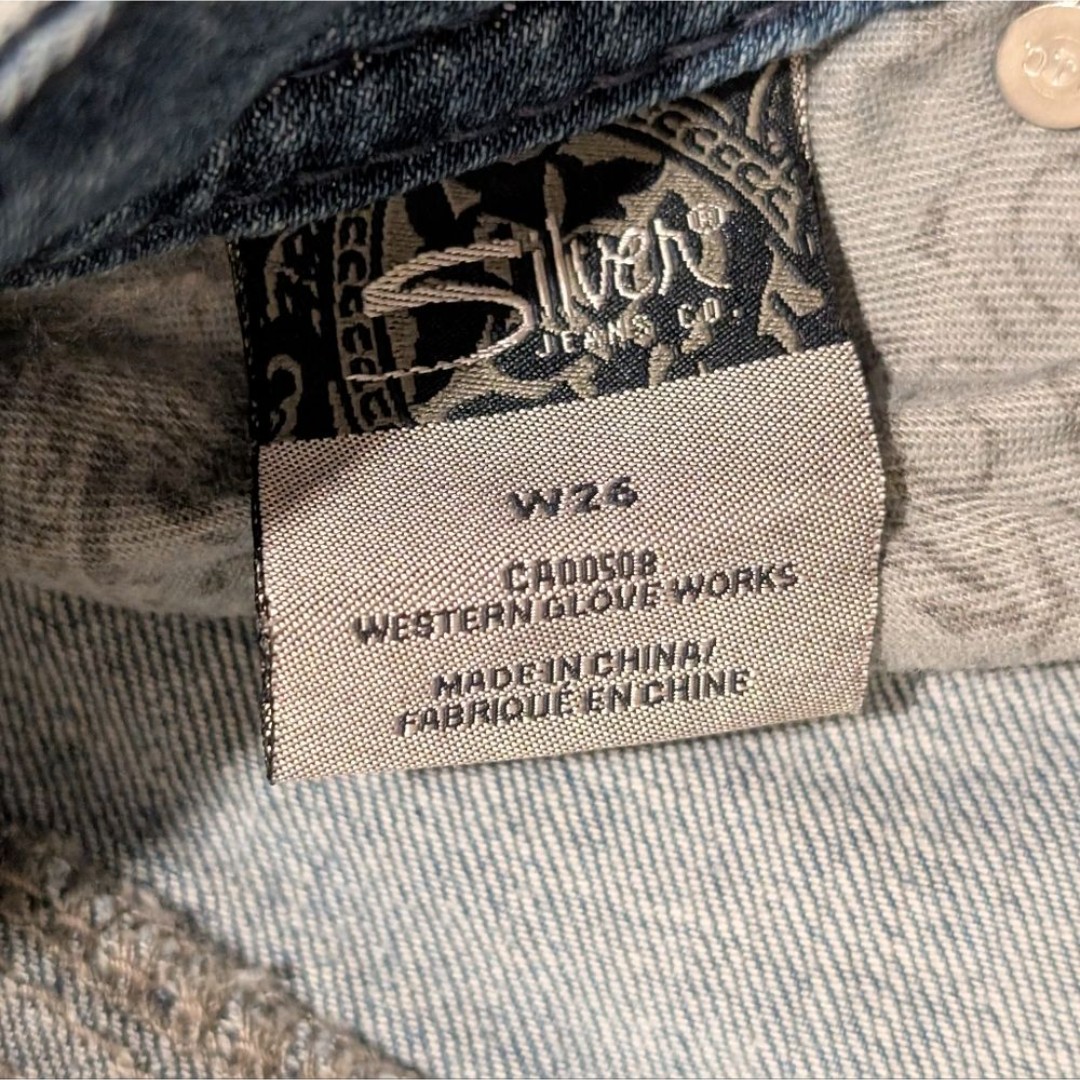 Silver®
JEANS CO.
W26
CA00508
WESTERN GLOVE WORKS
MADE IN CHINA/
FABRIQUÉ EN CHINE